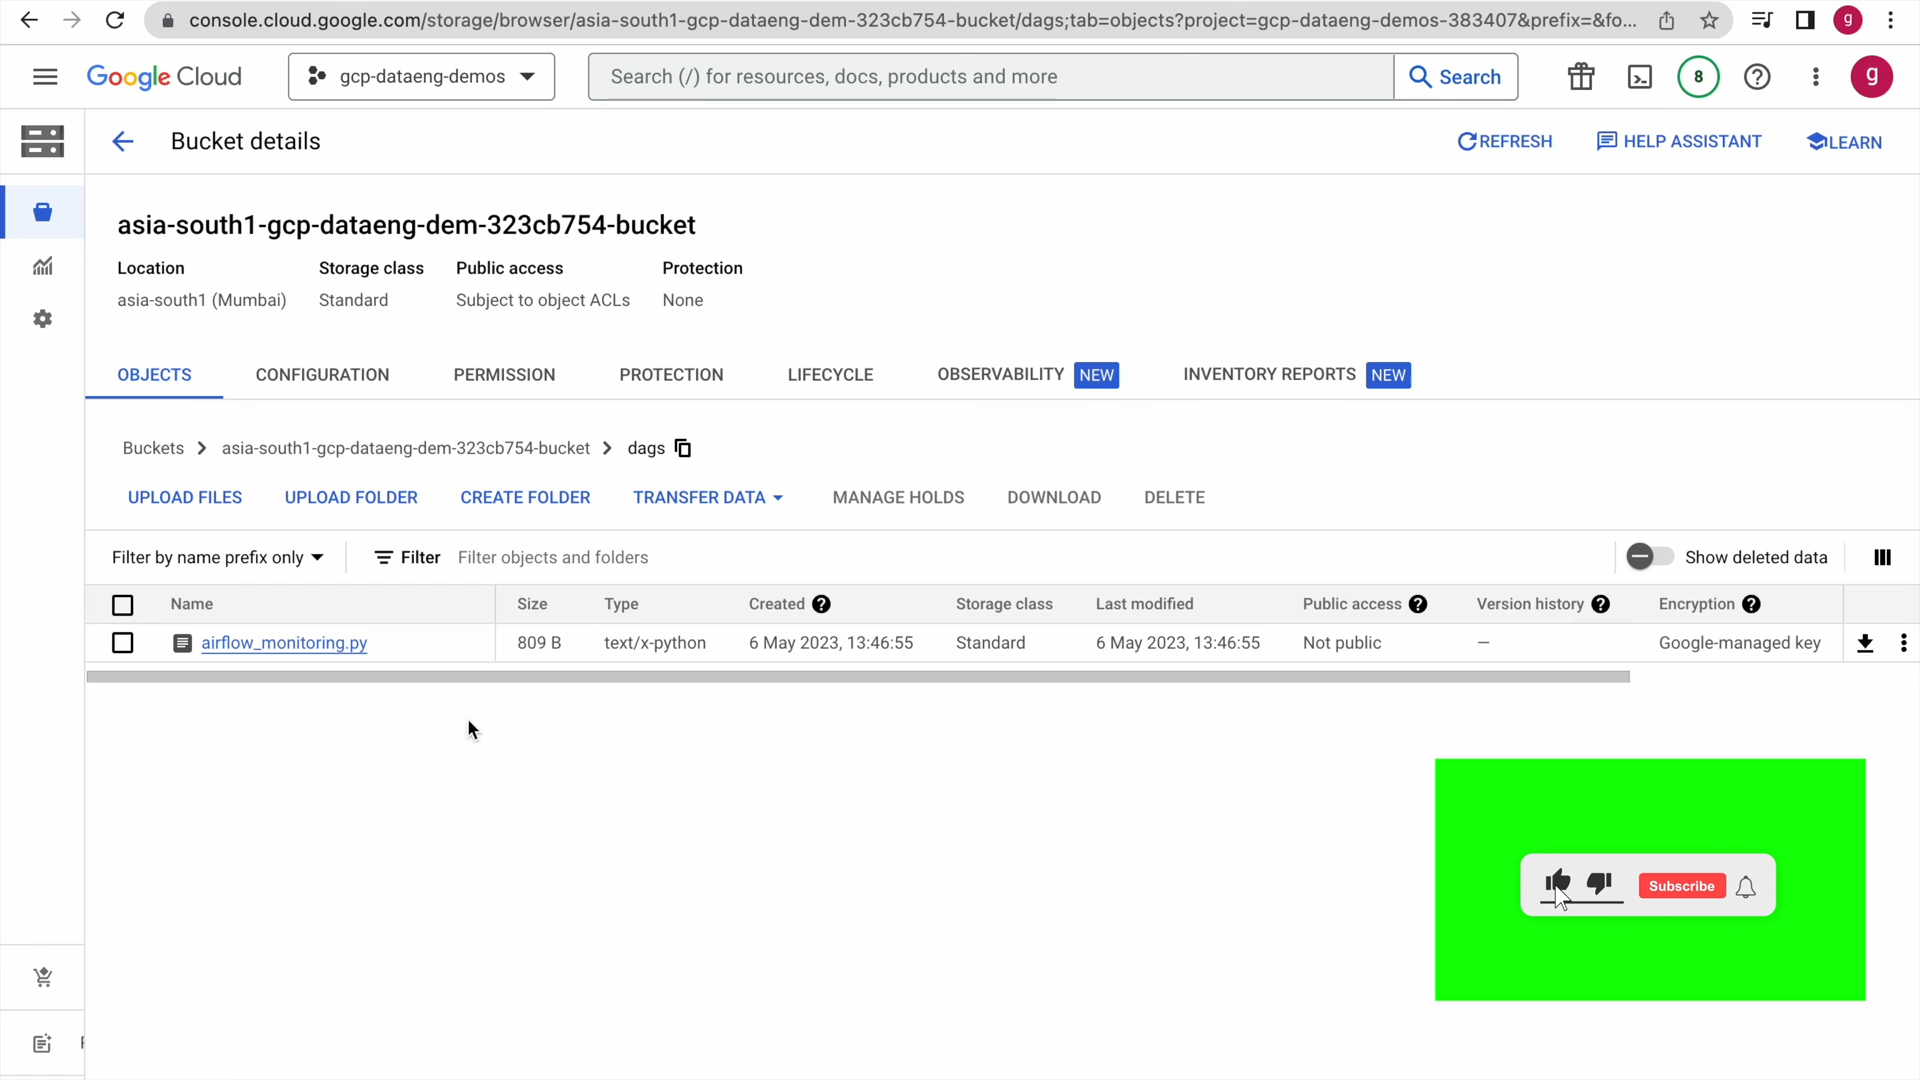 console.cloud.google.com/storage/browser/asia-south1-gcp-dataeng-dem-323cb754-bucket/dags;tab=objects?project=gcp-dataeng-demos-383407&prefix=&fo...
g
Google Cloud
gcp-dataeng-demos
Search (/) for resources, docs, products and more
Search
8
g
Bucket details
REFRESH
HELP ASSISTANT
LEARN
asia-south1-gcp-dataeng-dem-323cb754-bucket
Location Storage class Public access Protection
asia-south1 (Mumbai) Standard Subject to object ACLs None
OBJECTS CONFIGURATION PERMISSION PROTECTION LIFECYCLE OBSERVABILITY NEW INVENTORY REPORTS NEW
Buckets > asia-south1-gcp-dataeng-dem-323cb754-bucket > dags
UPLOAD FILES UPLOAD FOLDER CREATE FOLDER TRANSFER DATA MANAGE HOLDS DOWNLOAD DELETE
Filter by name prefix only Filter Filter objects and folders Show deleted data
Name Size Type Created Storage class Last modified Public access Version history Encryption
airflow_monitoring.py 809 B text/x-python 6 May 2023, 13:46:55 Standard 6 May 2023, 13:46:55 Not public — Google-managed key
Subscribe